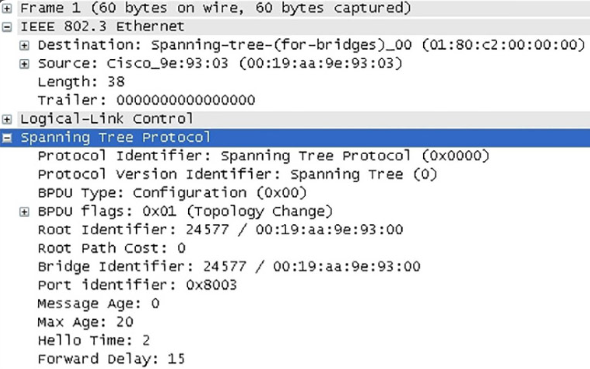 Frame 1 (60 bytes on wire, 60 bytes captured)
IEEE 802.3 Ethernet
Destination: Spanning-tree-(for-bridges)_00 (01:80:c2:00:00:00)
Source: Cisco_9e:93:03 (00:19:aa:9e:93:03)
Length: 38
Trailer: 0000000000000000
Logical-Link Control
Spanning Tree Protocol
Protocol Identifier: Spanning Tree Protocol (0x0000)
Protocol Version Identifier: Spanning Tree (0)
BPDU Type: Configuration (0x00)
BPDU flags: 0x01 (Topology Change)
Root Identifier: 24577 / 00:19:aa:9e:93:00
Root Path Cost: 0
Bridge Identifier: 24577 / 00:19:aa:9e:93:00
Port identifier: 0x8003
Message Age: 0
Max Age: 20
Hello Time: 2
Forward Delay: 15